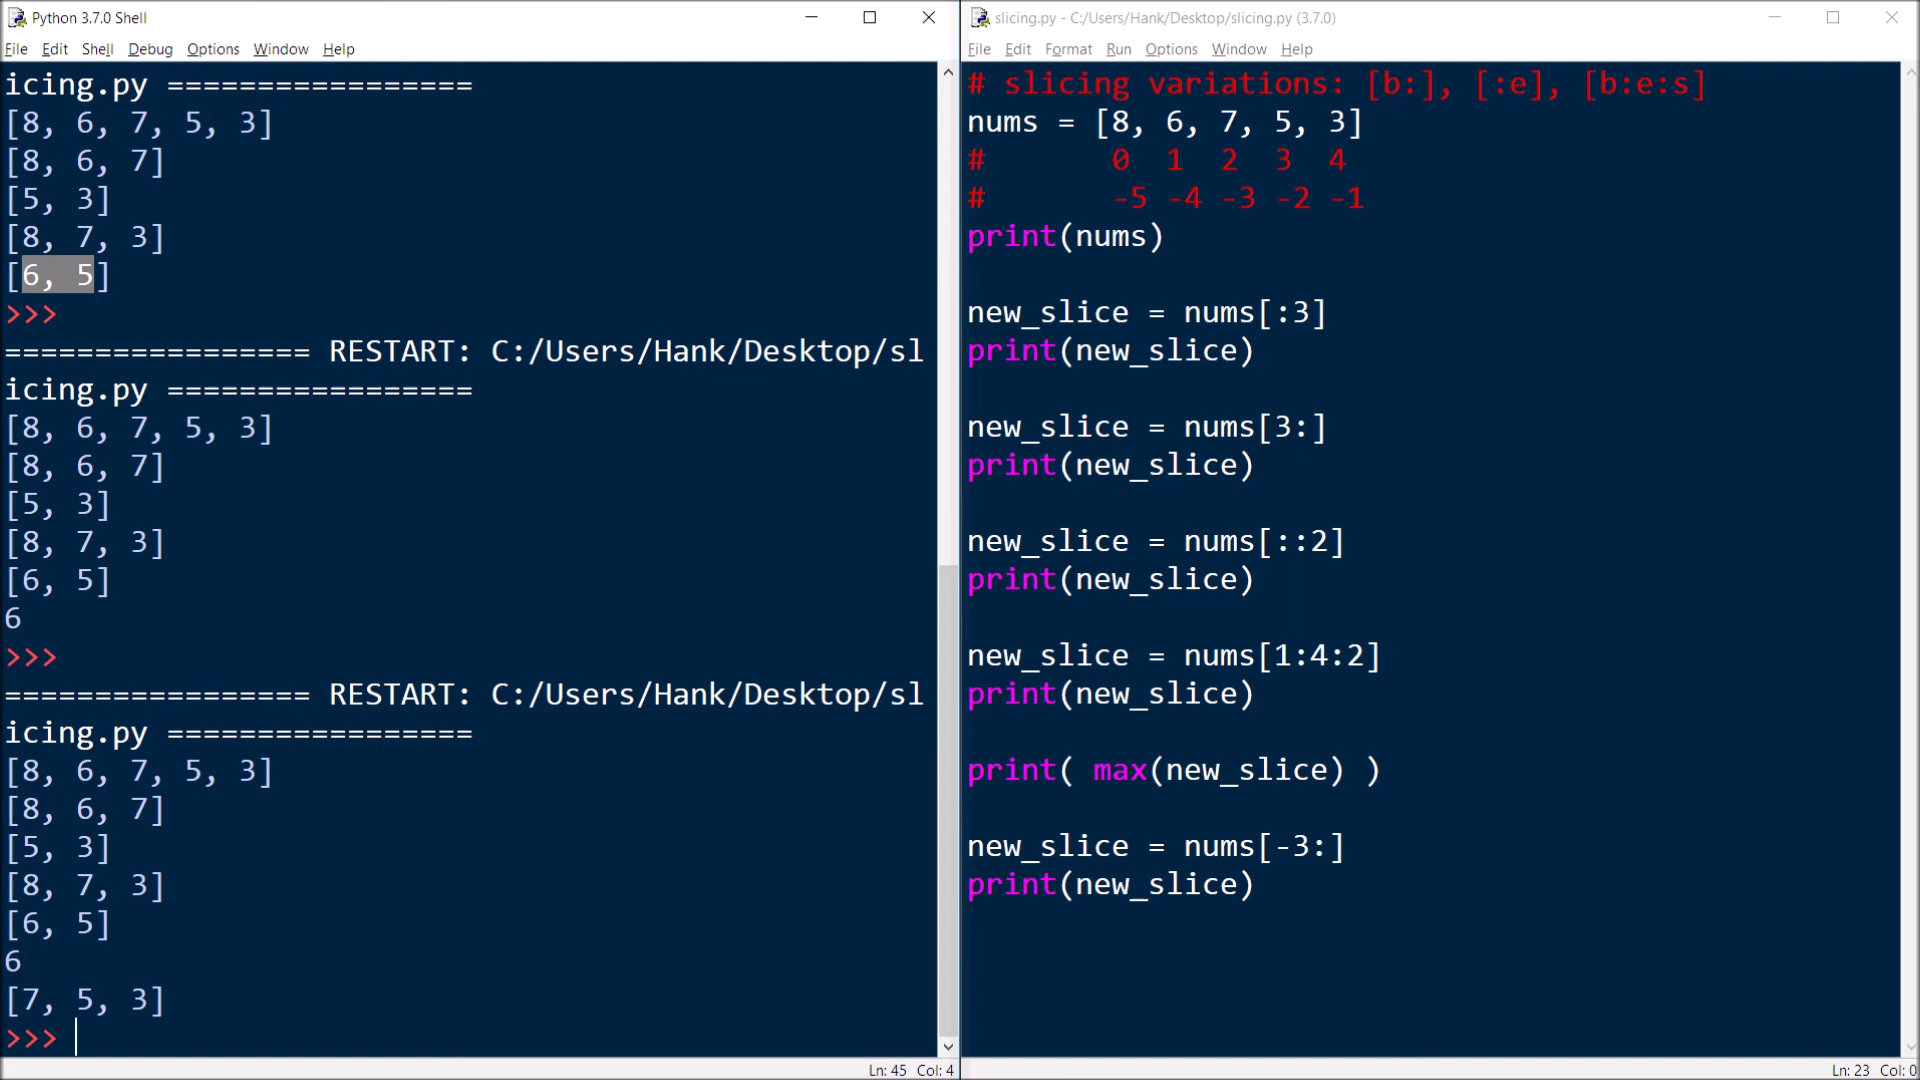 Python 3.7.0 Shell
File Edit Shell Debug Options Window Help
icing.py =================
[8, 6, 7, 5, 3]
[8, 6, 7]
[5, 3]
[8, 7, 3]
[6, 5]
>>>
================= RESTART: C:/Users/Hank/Desktop/sl
icing.py =================
[8, 6, 7, 5, 3]
[8, 6, 7]
[5, 3]
[8, 7, 3]
[6, 5]
6
>>>
================= RESTART: C:/Users/Hank/Desktop/sl
icing.py =================
[8, 6, 7, 5, 3]
[8, 6, 7]
[5, 3]
[8, 7, 3]
[6, 5]
6
[7, 5, 3]
>>>
Ln: 45 Col: 4
slicing.py - C:/Users/Hank/Desktop/slicing.py (3.7.0)
File Edit Format Run Options Window Help
# slicing variations: [b:], [:e], [b:e:s]
nums = [8, 6, 7, 5, 3]
# 0 1 2 3 4
# -5 -4 -3 -2 -1
print(nums)
new_slice = nums[:3]
print(new_slice)
new_slice = nums[3:]
print(new_slice)
new_slice = nums[::2]
print(new_slice)
new_slice = nums[1:4:2]
print(new_slice)
print( max(new_slice) )
new_slice = nums[-3:]
print(new_slice)
Ln: 23 Col: 0